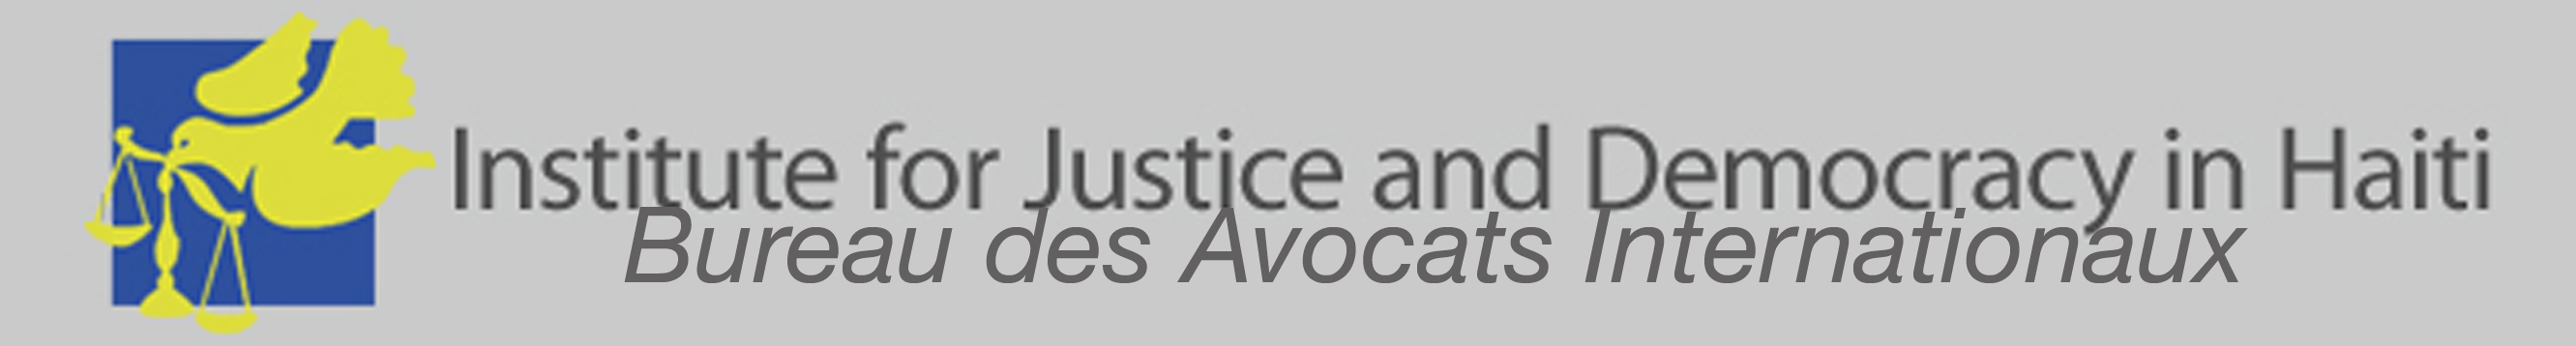 Institute for Justice and Democracy in Haiti
Bureau des Avocats Internationaux